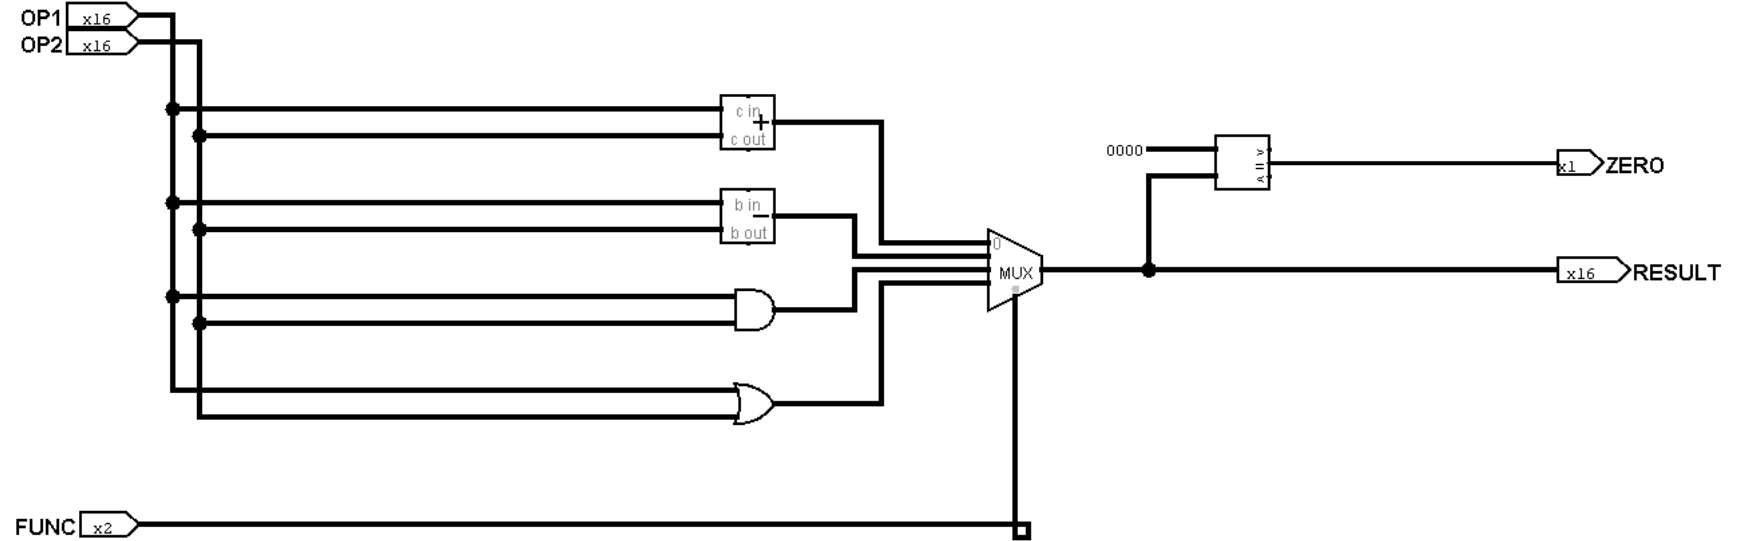 OP1 x16
OP2 x16
c in
+
c out
0000
>
=
<
x1 ZERO
b in
−
b out
0
MUX
x16 RESULT
FUNC x2